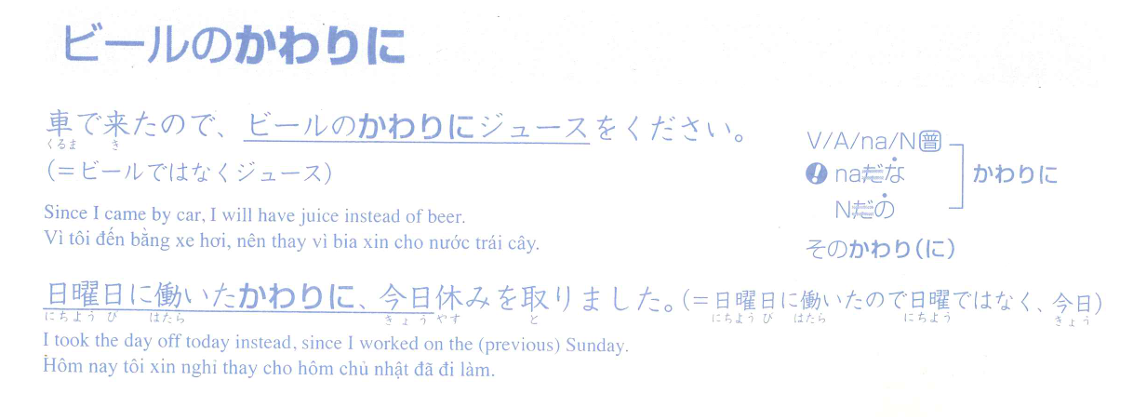 ビールのかわりに
車で来たので、ビールのかわりにジュースをください。
くるま き
(=ビールではなくジュース)
Since I came by car, I will have juice instead of beer.
Vì tôi đến bằng xe hơi, nên thay vì bia xin cho nước trái cây.
V/A/na/N普
! naだな
Nだの
かわりに
そのかわり(に)
日曜日に働いたかわりに、今日休みを取りました。(=日曜日に働いたので日曜ではなく、今日)
にちよう び はたら きょう やす と にちよう び はたら にちよう きょう
I took the day off today instead, since I worked on the (previous) Sunday.
Hôm nay tôi xin nghỉ thay cho hôm chủ nhật đã đi làm.